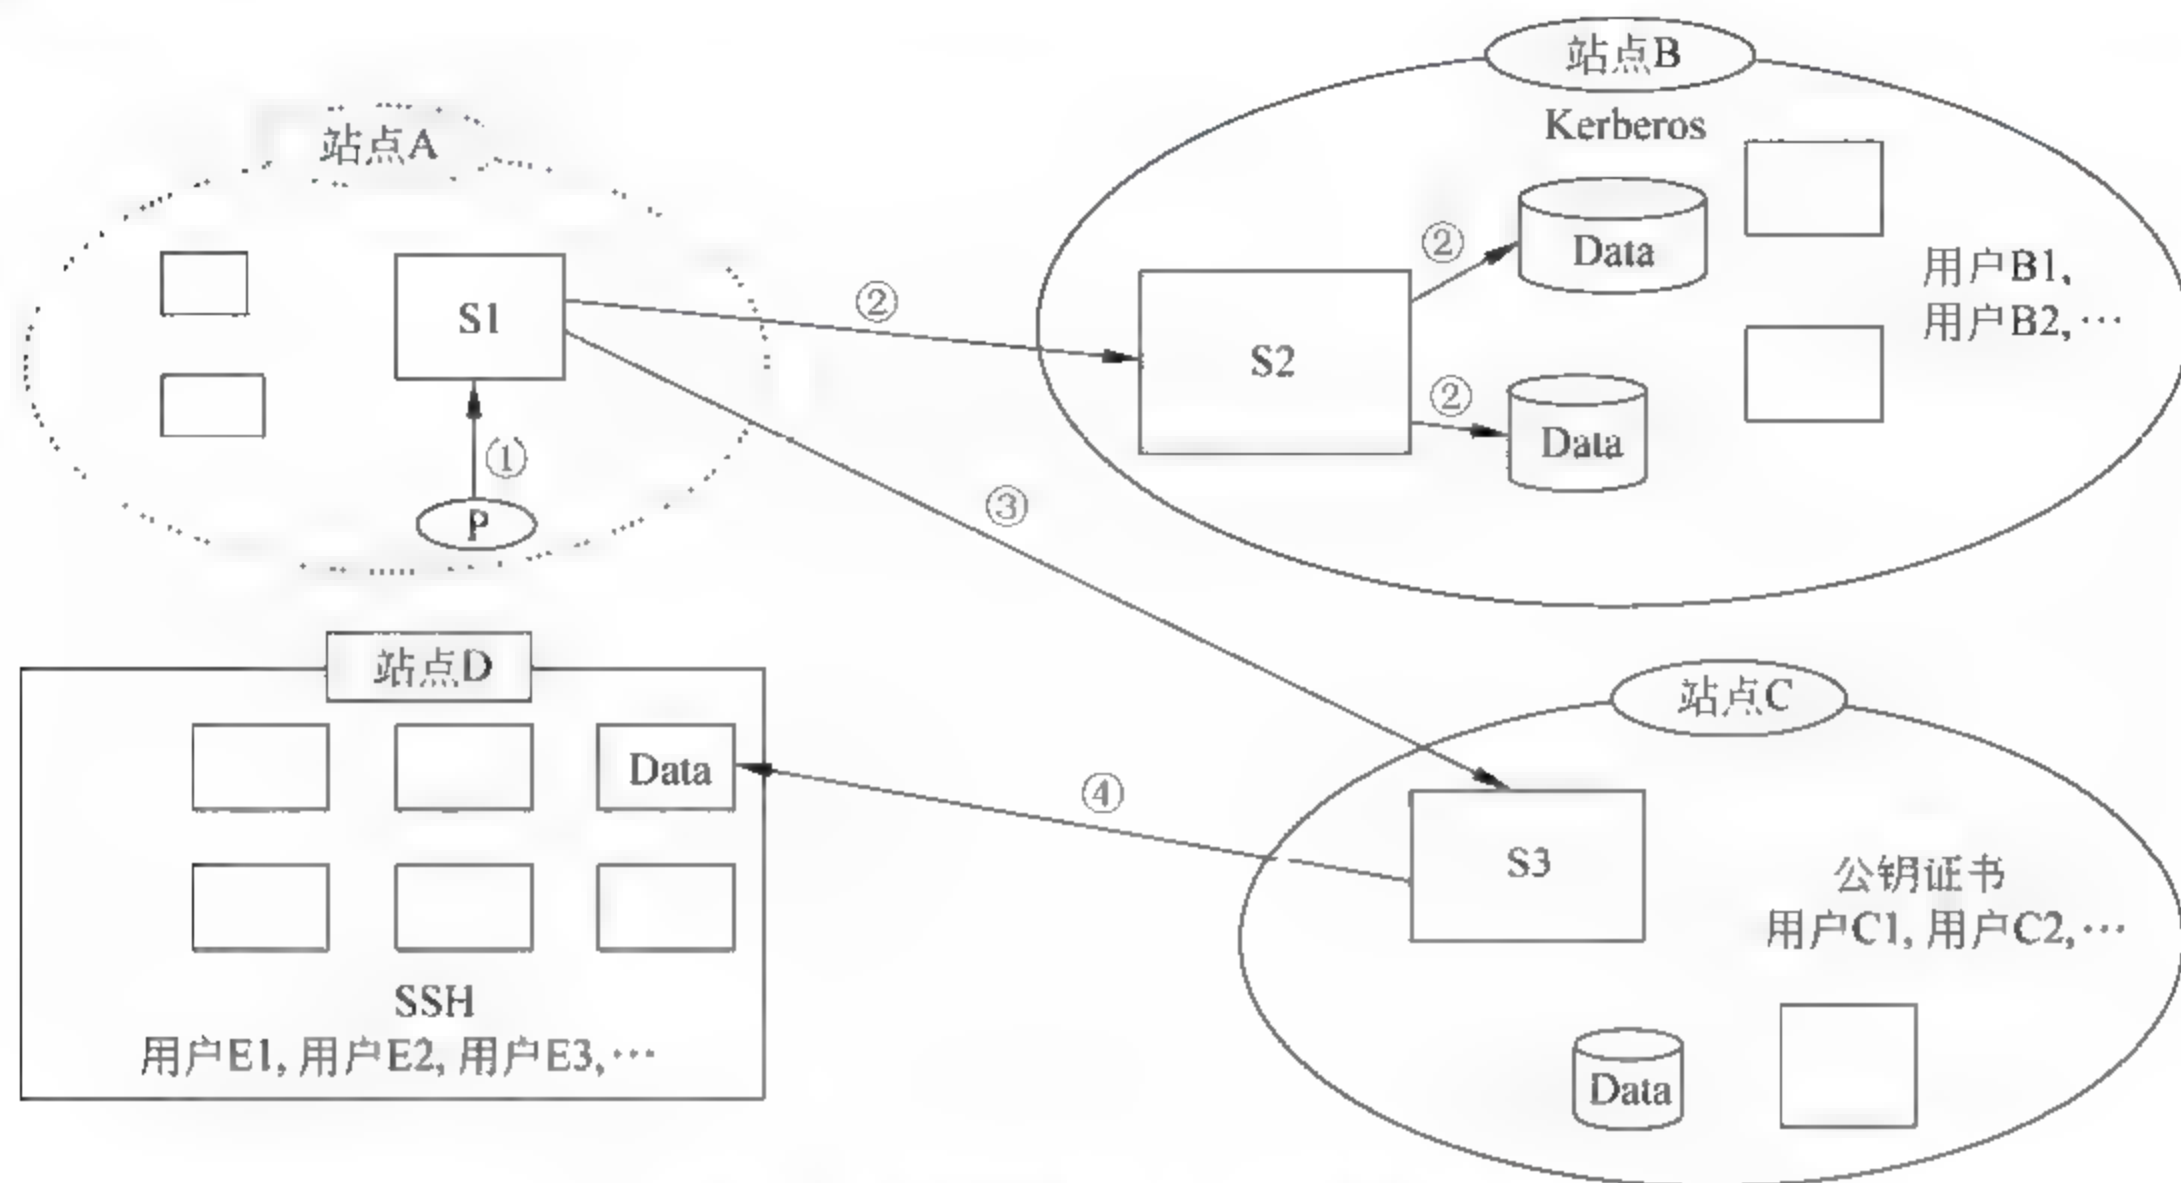 站点A
S1
①
P
②
③
站点B
Kerberos
S2
②
Data
②
Data
用户B1,
用户B2, …
站点D
Data
SSH
用户E1, 用户E2, 用户E3, …
④
站点C
S3
公钥证书
用户C1, 用户C2, …
Data